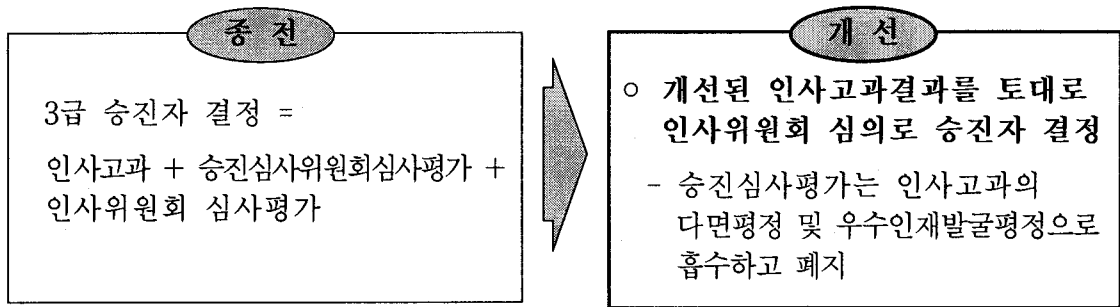 종 전
3급 승진자 결정 =
인사고과 + 승진심사위원회심사평가 +
인사위원회 심사평가
개 선
○ 개선된 인사고과결과를 토대로
인사위원회 심의로 승진자 결정
- 승진심사평가는 인사고과의
다면평정 및 우수인재발굴평정으로
흡수하고 폐지